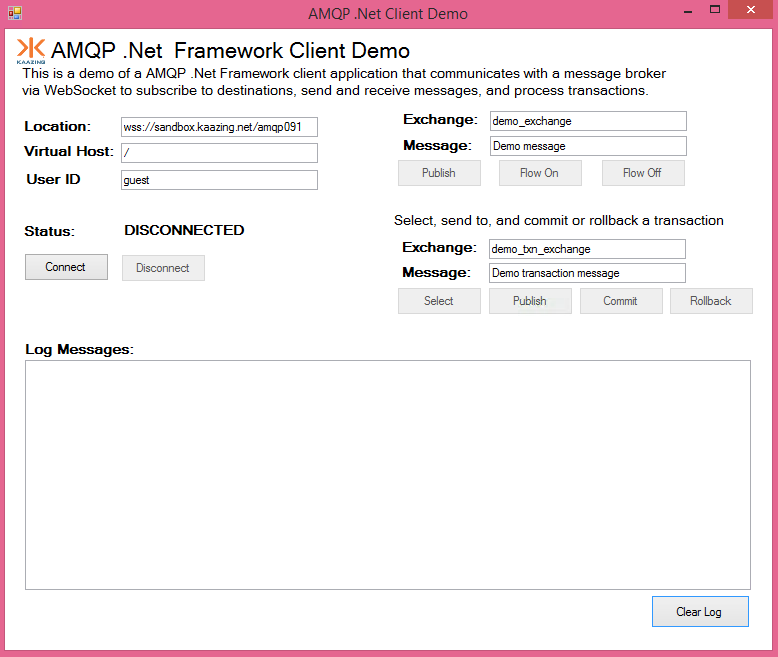 AMQP .Net Client Demo
KAAZING
AMQP .Net  Framework Client Demo
This is a demo of a AMQP .Net Framework client application that communicates with a message broker
via WebSocket to subscribe to destinations, send and receive messages, and process transactions.
Location: wss://sandbox.kaazing.net/amqp091
Virtual Host: /
User ID guest
Exchange: demo_exchange
Message: Demo message
Publish Flow On Flow Off
Status: DISCONNECTED
Connect Disconnect
Select, send to, and commit or rollback a transaction
Exchange: demo_txn_exchange
Message: Demo transaction message
Select Publish Commit Rollback
Log Messages:
Clear Log